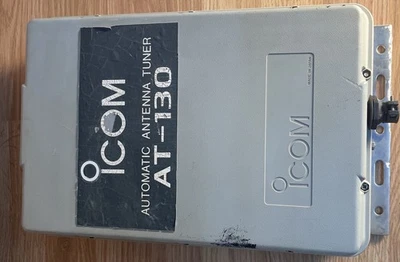 ICOM
AUTOMATIC ANTENNA TUNER
AT-130
ICOM